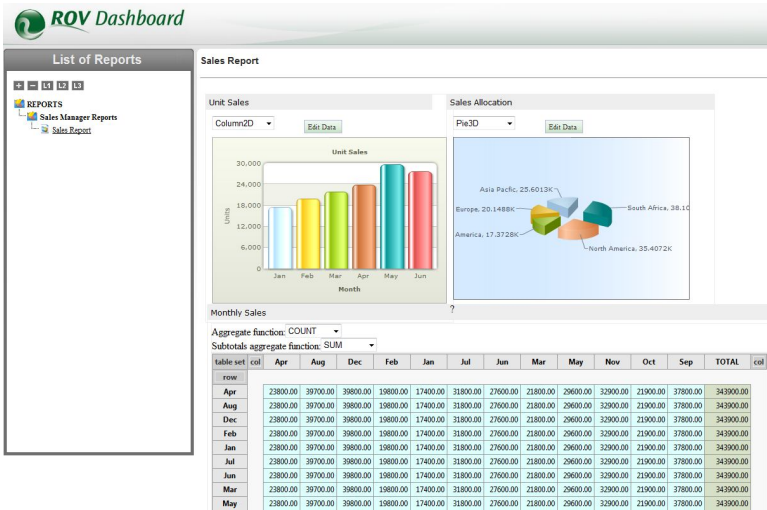 ROV Dashboard
List of Reports
+ - L1 L2 L3
REPORTS
Sales Manager Reports
Sales Report
Sales Report
Unit Sales
Column2D
Edit Data
Unit Sales
30.000
24.000
18.000
12.000
6.000
0
Units
Jan Feb Mar Apr May Jun
Month
Sales Allocation
Pie3D
Edit Data
Asia Pacfic, 25.6013K
Europe, 20.1488K
America, 17.3728K
South Africa, 38.10
North America, 35.4072K
?
Monthly Sales
Aggregate function: COUNT
Subtotals aggregate function: SUM
table set col Apr Aug Dec Feb Jan Jul Jun Mar May Nov Oct Sep TOTAL col
row
Apr 23800.00 39700.00 39800.00 19800.00 17400.00 31800.00 27600.00 21800.00 29600.00 32900.00 21900.00 37800.00 343900.00
Aug 23800.00 39700.00 39800.00 19800.00 17400.00 31800.00 27600.00 21800.00 29600.00 32900.00 21900.00 37800.00 343900.00
Dec 23800.00 39700.00 39800.00 19800.00 17400.00 31800.00 27600.00 21800.00 29600.00 32900.00 21900.00 37800.00 343900.00
Feb 23800.00 39700.00 39800.00 19800.00 17400.00 31800.00 27600.00 21800.00 29600.00 32900.00 21900.00 37800.00 343900.00
Jan 23800.00 39700.00 39800.00 19800.00 17400.00 31800.00 27600.00 21800.00 29600.00 32900.00 21900.00 37800.00 343900.00
Jul 23800.00 39700.00 39800.00 19800.00 17400.00 31800.00 27600.00 21800.00 29600.00 32900.00 21900.00 37800.00 343900.00
Jun 23800.00 39700.00 39800.00 19800.00 17400.00 31800.00 27600.00 21800.00 29600.00 32900.00 21900.00 37800.00 343900.00
Mar 23800.00 39700.00 39800.00 19800.00 17400.00 31800.00 27600.00 21800.00 29600.00 32900.00 21900.00 37800.00 343900.00
May 23800.00 39700.00 39800.00 19800.00 17400.00 31800.00 27600.00 21800.00 29600.00 32900.00 21900.00 37800.00 343900.00